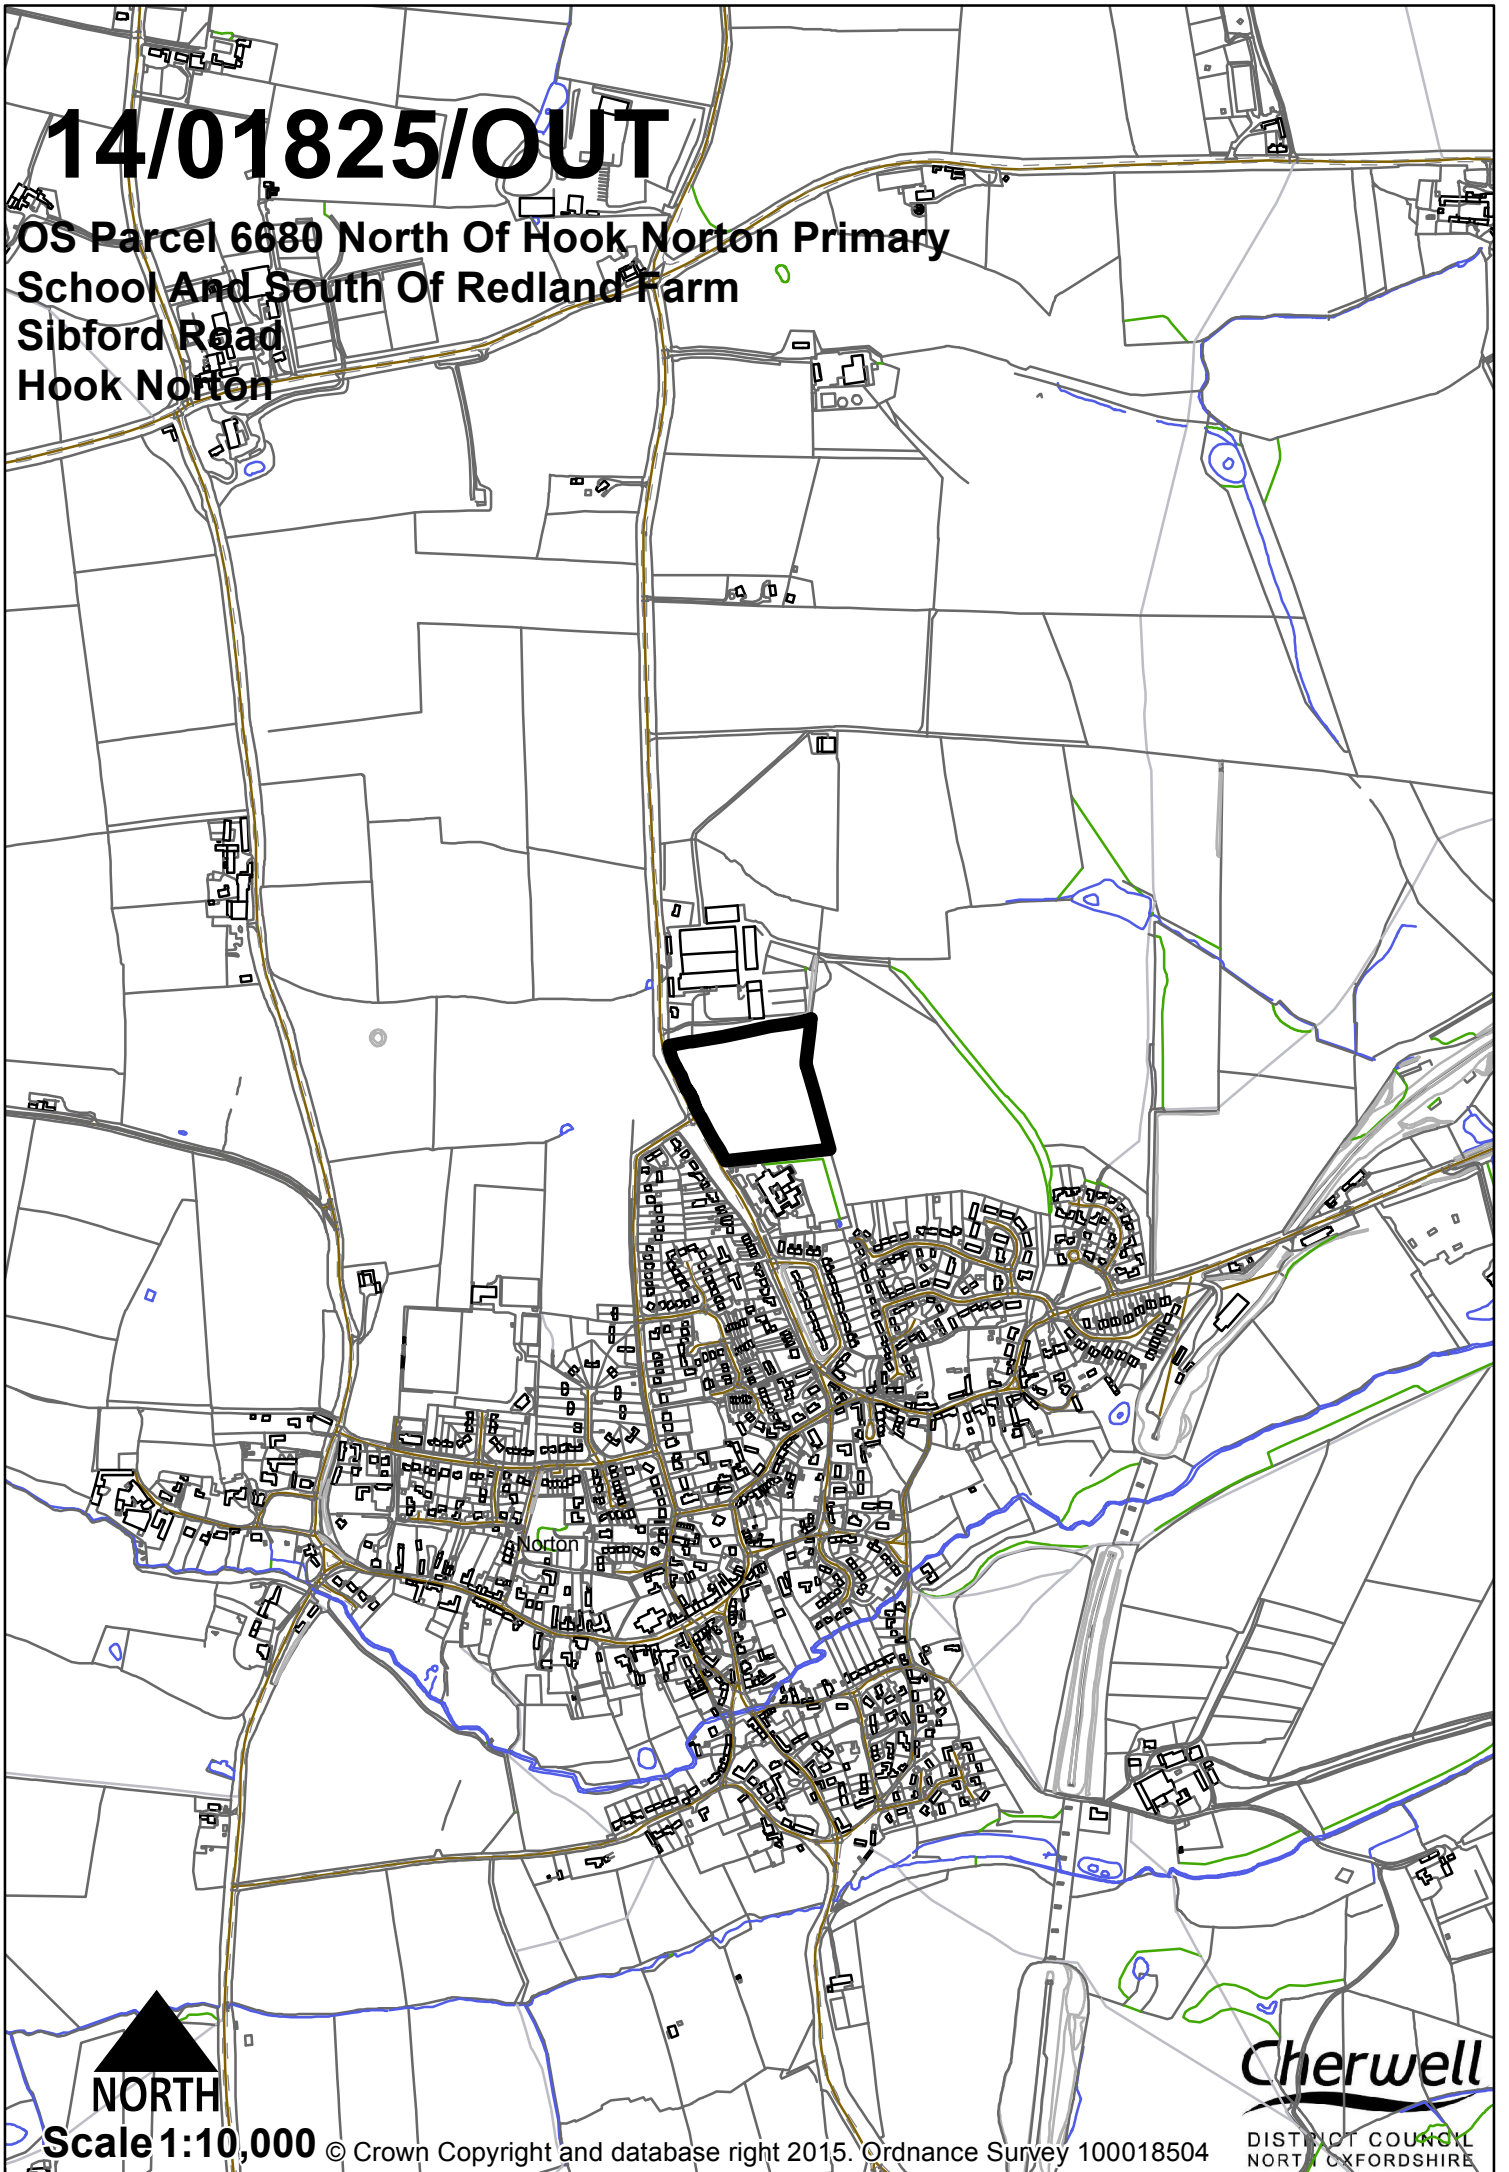 14/01825/OUT
OS Parcel 6680 North Of Hook Norton Primary
School And South Of Redland Farm
Sibford Road
Hook Norton
Norton
NORTH
Scale 1:10,000 © Crown Copyright and database right 2015. Ordnance Survey 100018504
Cherwell
DISTRICT COUNCIL
NORTH OXFORDSHIRE